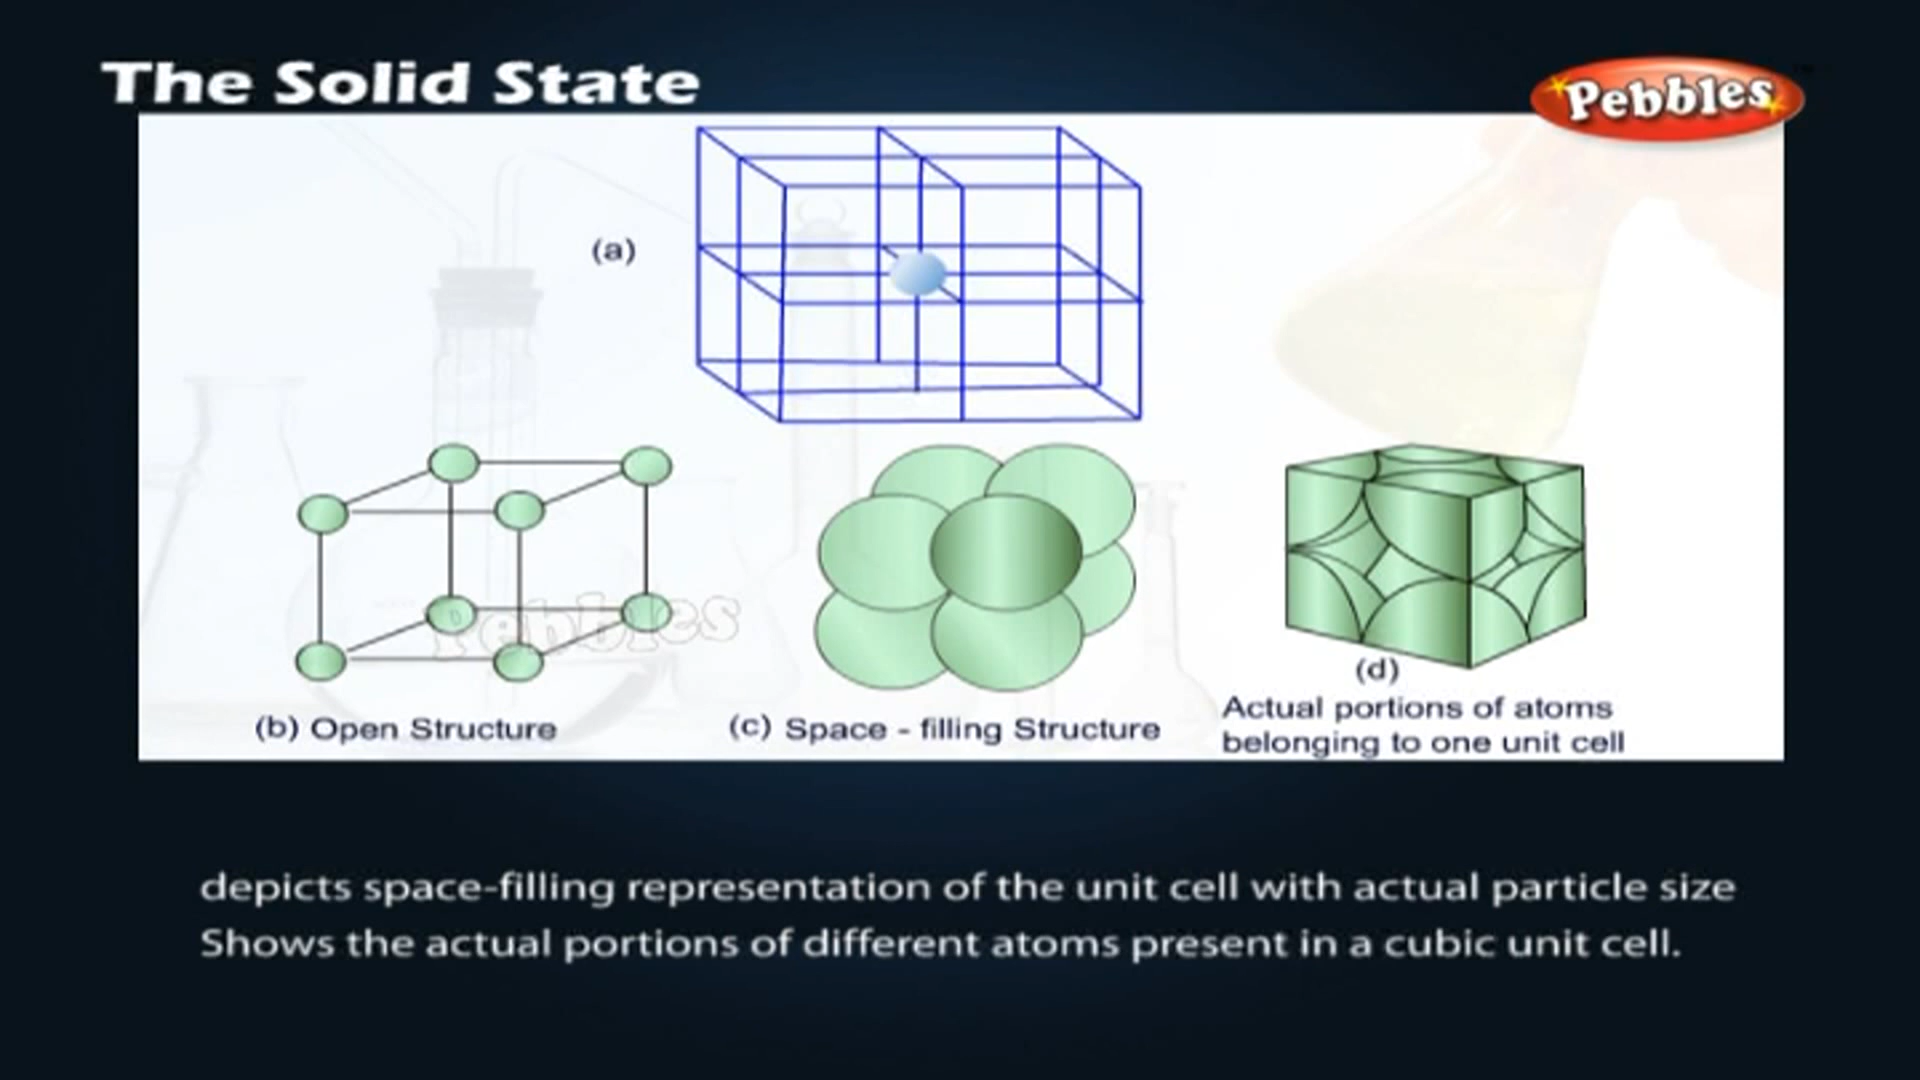 The Solid State
Pebbles
(a)
Pebbles
(b) Open Structure
(c) Space - filling Structure
(d)
Actual portions of atoms
belonging to one unit cell
depicts space-filling representation of the unit cell with actual particle size
Shows the actual portions of different atoms present in a cubic unit cell.